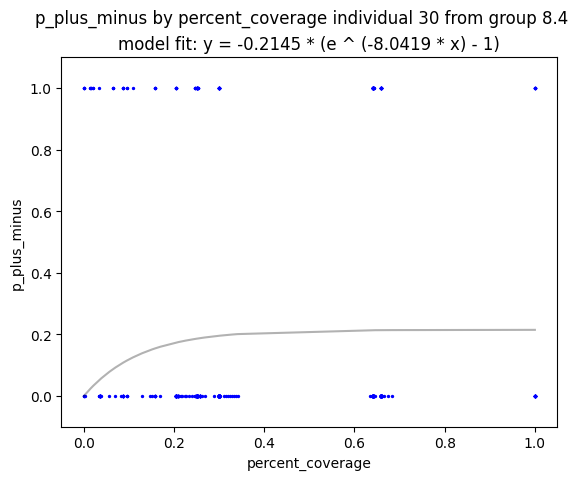 p_plus_minus by percent_coverage individual 30 from group 8.4
model fit: y = -0.2145 * (e ^ (-8.0419 * x) - 1)
1.0
0.8
0.6
0.4
0.2
0.0
p_plus_minus
0.0 0.2 0.4 0.6 0.8 1.0
percent_coverage